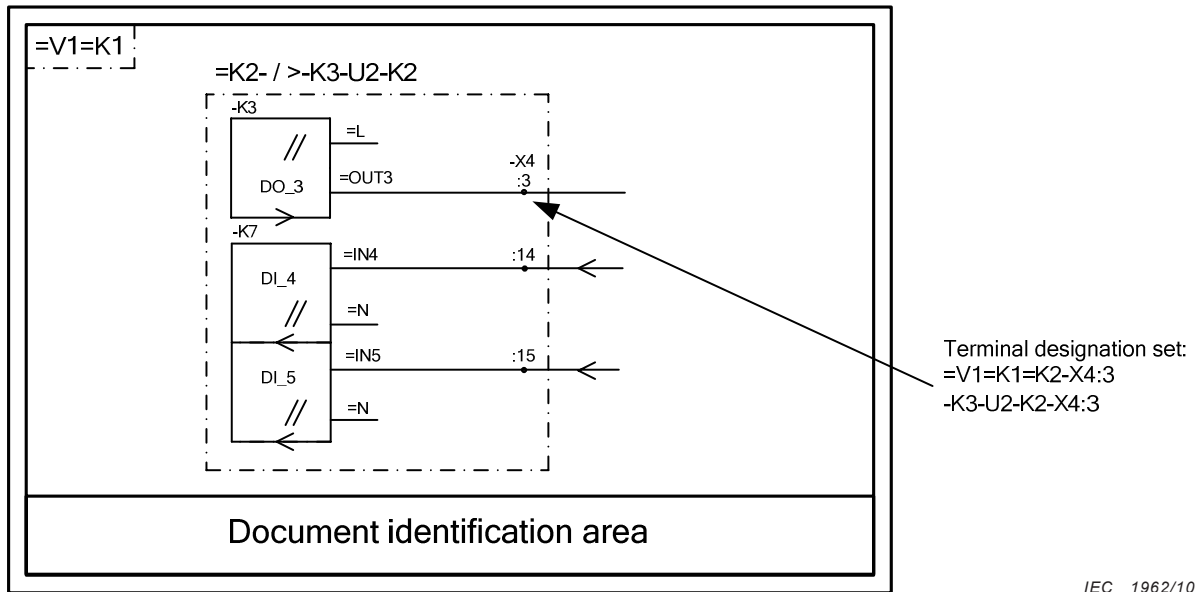 =V1=K1
=K2- / >-K3-U2-K2
-K3
=L
DO_3
=OUT3
-X4
:3
-K7
=IN4
:14
DI_4
=N
=IN5
:15
DI_5
=N
Terminal designation set:
=V1=K1=K2-X4:3
-K3-U2-K2-X4:3
Document identification area
IEC 1962/10